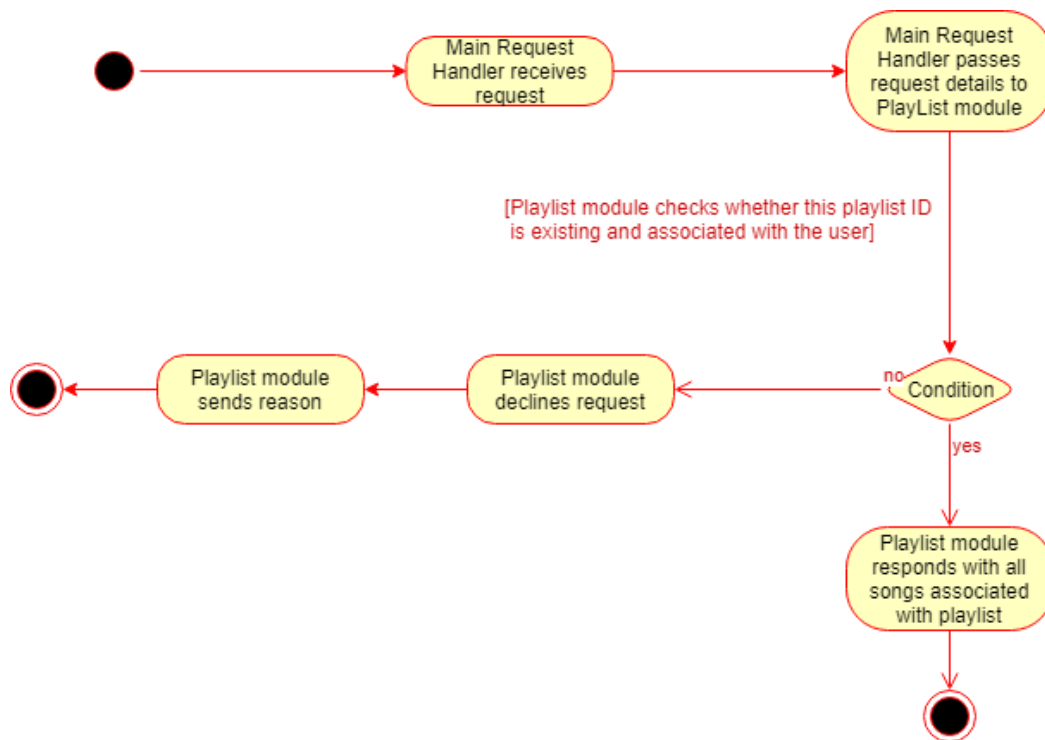 Main Request
Handler receives
request
Main Request
Handler passes
request details to
PlayList module
[Playlist module checks whether this playlist ID
is existing and associated with the user]
Playlist module
sends reason
Playlist module
declines request
no
Condition
yes
Playlist module
responds with all
songs associated
with playlist